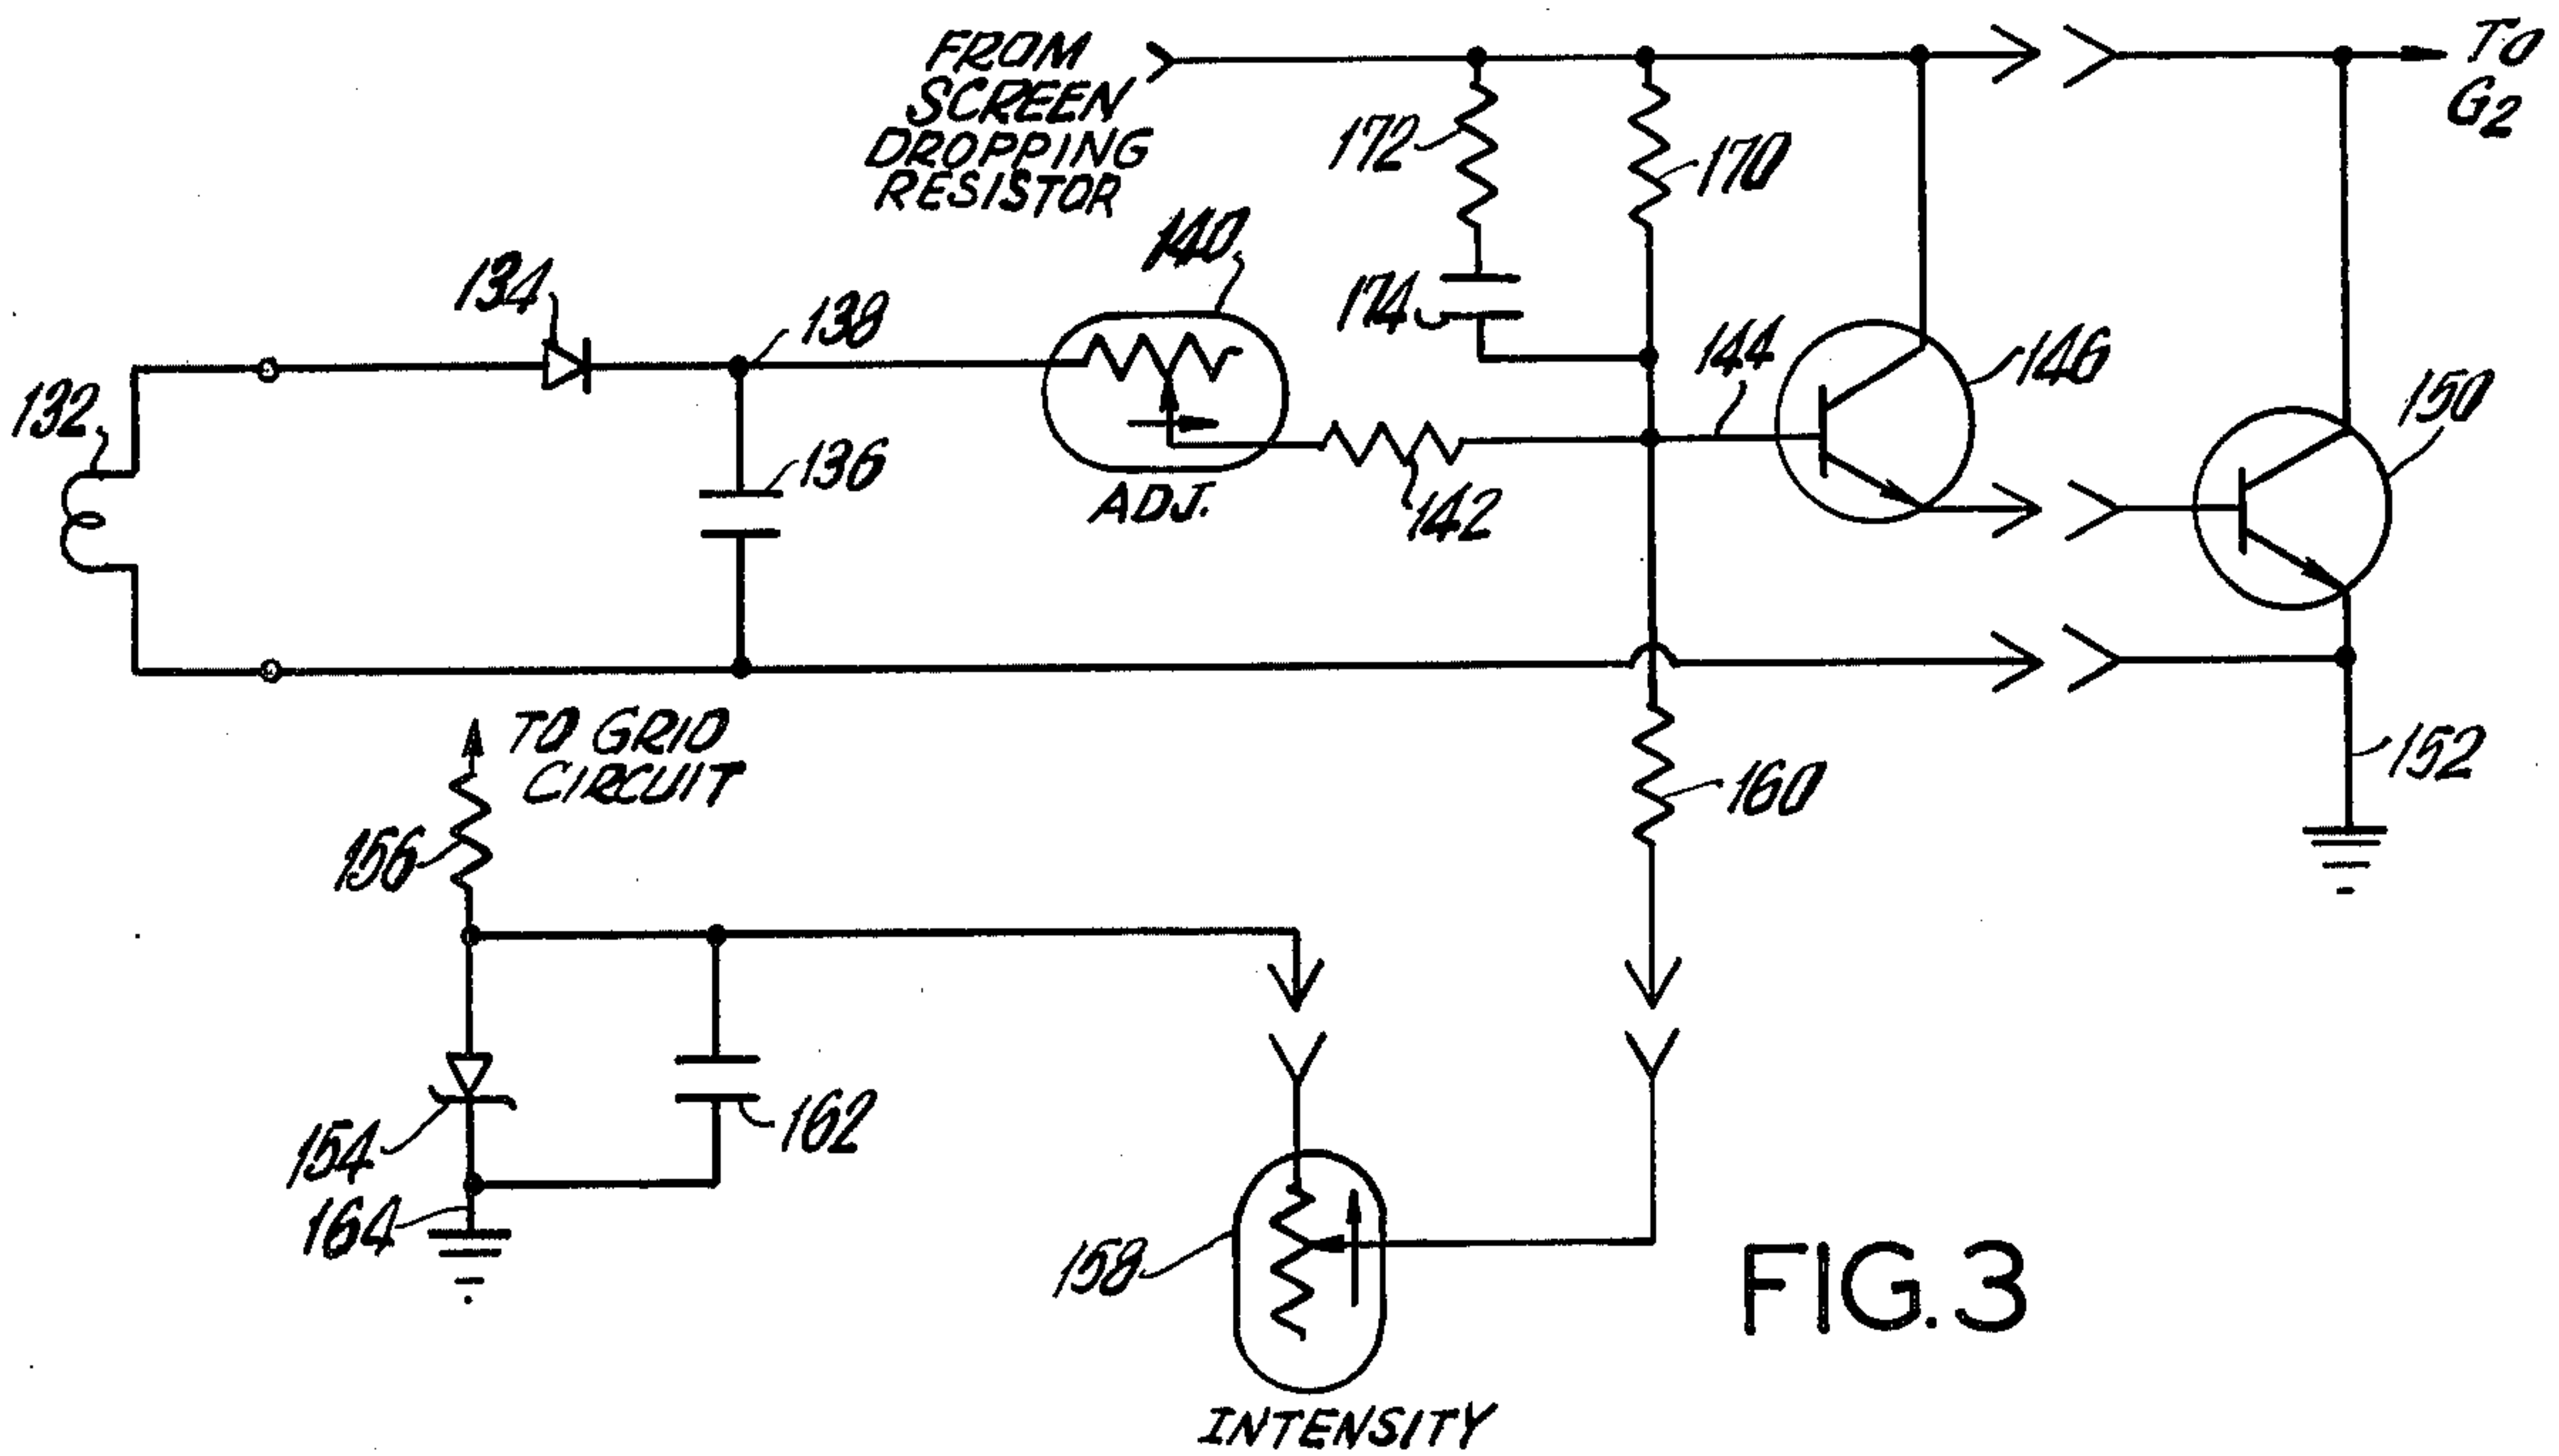 FROM
SCREEN
DROPPING
RESISTOR
TO
G2
172
170
140
134
138
174
144
146
132
136
ADJ.
142
150
TO GRID
CIRCUIT
152
160
156
154
162
164
158
FIG.3
INTENSITY